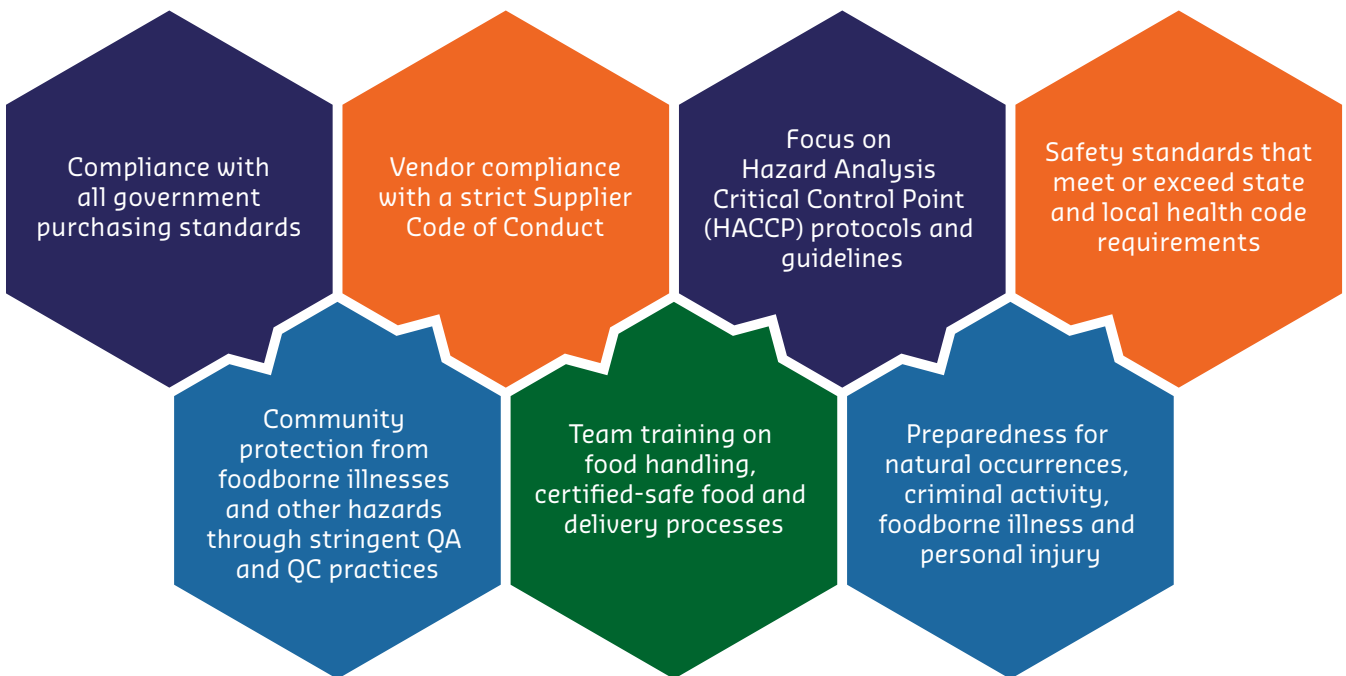 Compliance with
all government
purchasing standards
Vendor compliance
with a strict Supplier
Code of Conduct
Focus on
Hazard Analysis
Critical Control Point
(HACCP) protocols and
guidelines
Safety standards that
meet or exceed state
and local health code
requirements
Community
protection from
foodborne illnesses
and other hazards
through stringent QA
and QC practices
Team training on
food handling,
certified-safe food and
delivery processes
Preparedness for
natural occurrences,
criminal activity,
foodborne illness and
personal injury